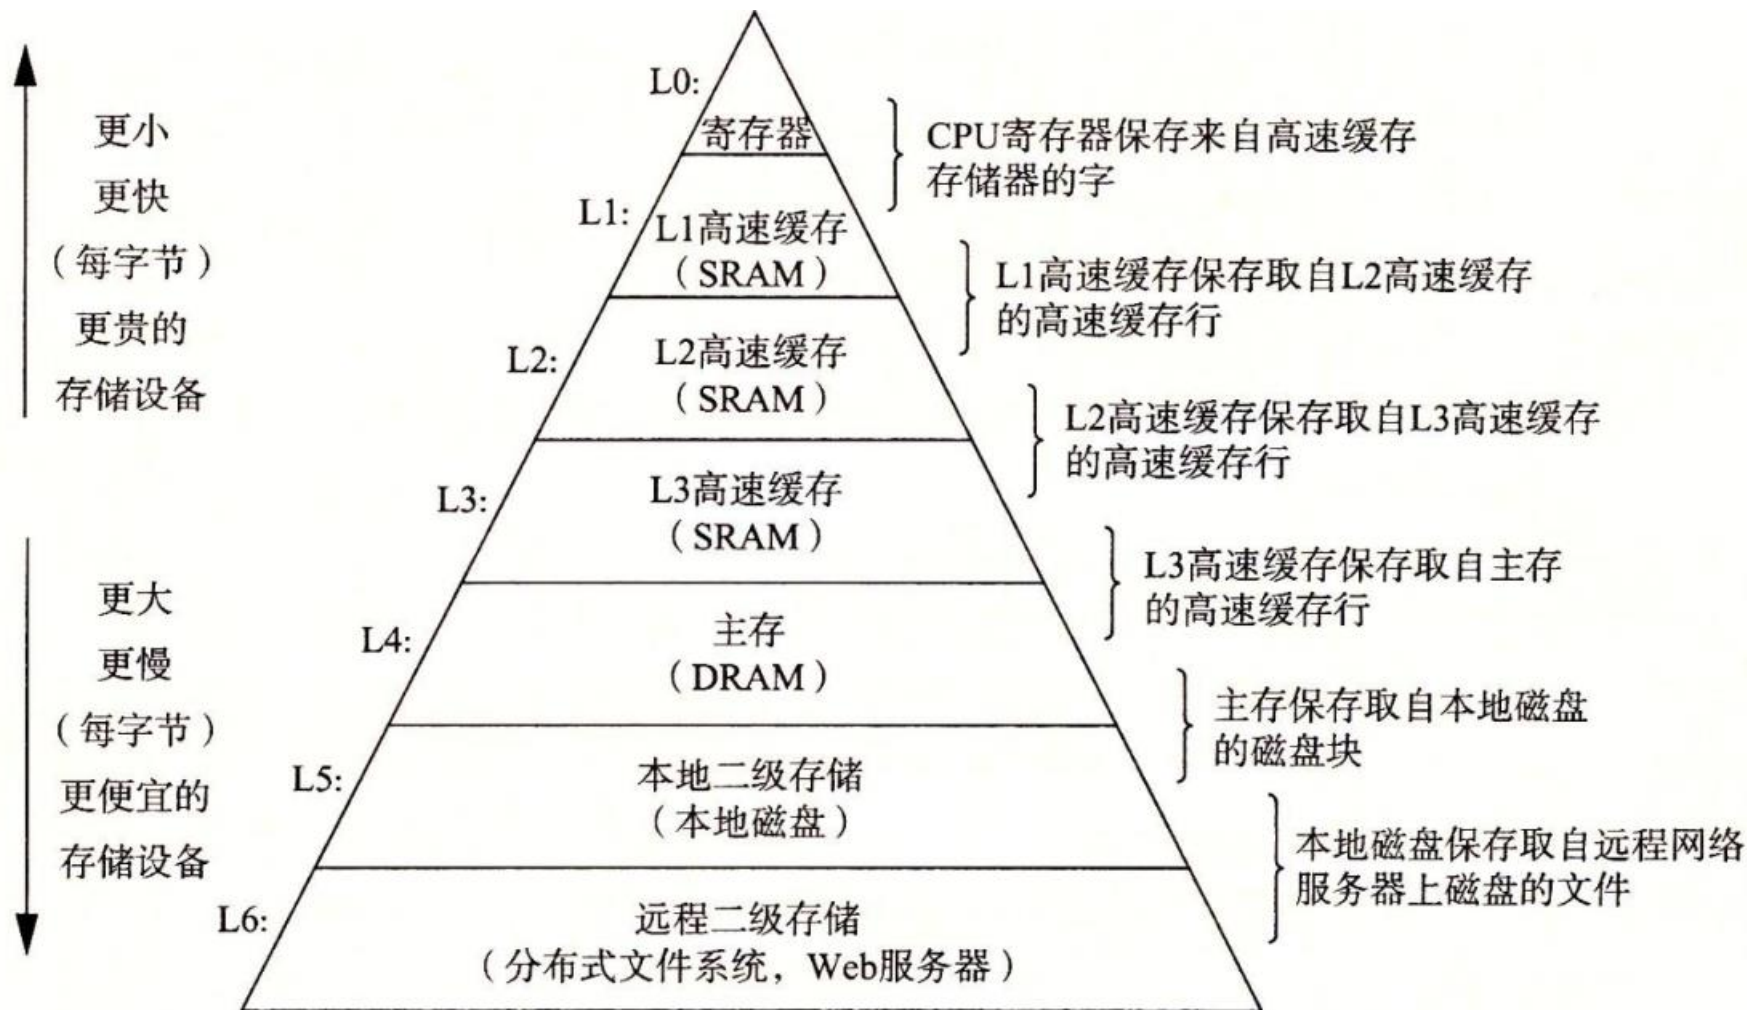 更小
更快
（每字节）
更贵的
存储设备
更大
更慢
（每字节）
更便宜的
存储设备
L0:
寄存器
CPU寄存器保存来自高速缓存
存储器的字
L1:
L1高速缓存
（SRAM）
L1高速缓存保存取自L2高速缓存
的高速缓存行
L2:
L2高速缓存
（SRAM）
L2高速缓存保存取自L3高速缓存
的高速缓存行
L3:
L3高速缓存
（SRAM）
L3高速缓存保存取自主存
的高速缓存行
L4:
主存
（DRAM）
主存保存取自本地磁盘
的磁盘块
L5:
本地二级存储
（本地磁盘）
本地磁盘保存取自远程网络
服务器上磁盘的文件
L6:
远程二级存储
（分布式文件系统，Web服务器）